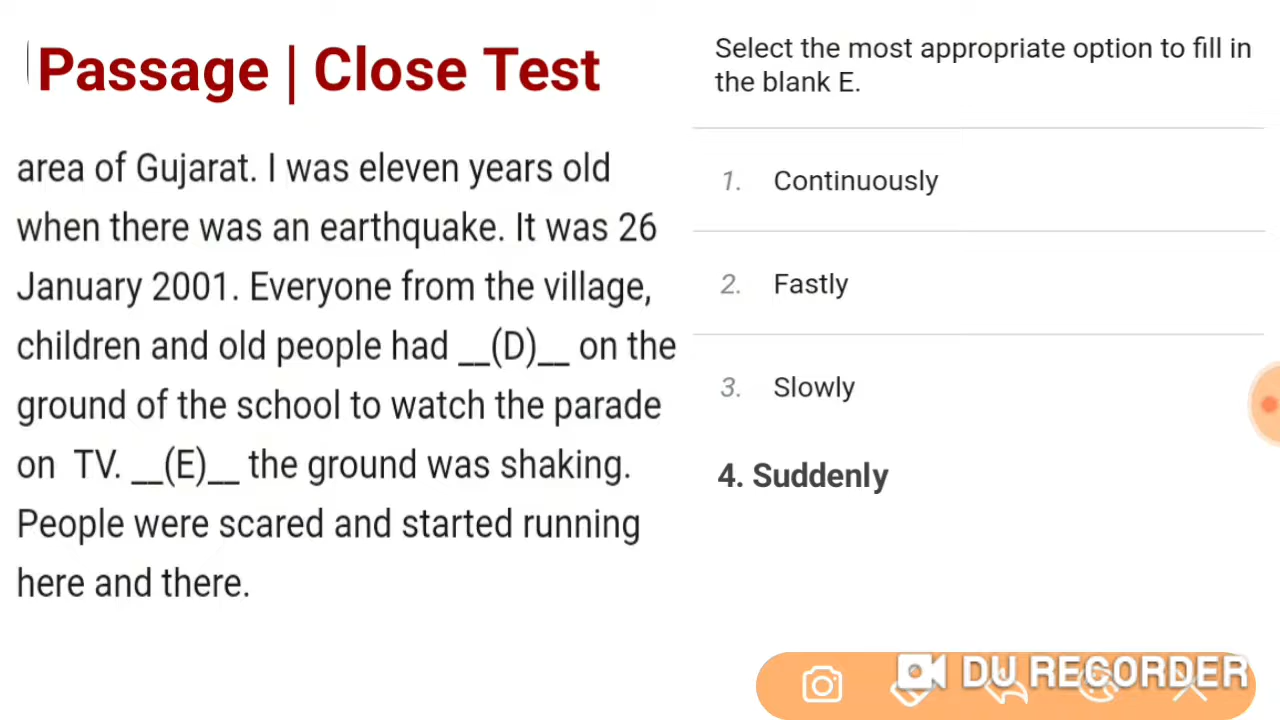 Passage | Close Test
area of Gujarat. I was eleven years old
when there was an earthquake. It was 26
January 2001. Everyone from the village,
children and old people had __(D)__ on the
ground of the school to watch the parade
on TV. __(E)__ the ground was shaking.
People were scared and started running
here and there.
Select the most appropriate option to fill in
the blank E.
1. Continuously
2. Fastly
3. Slowly
4. Suddenly
DU RECORDER